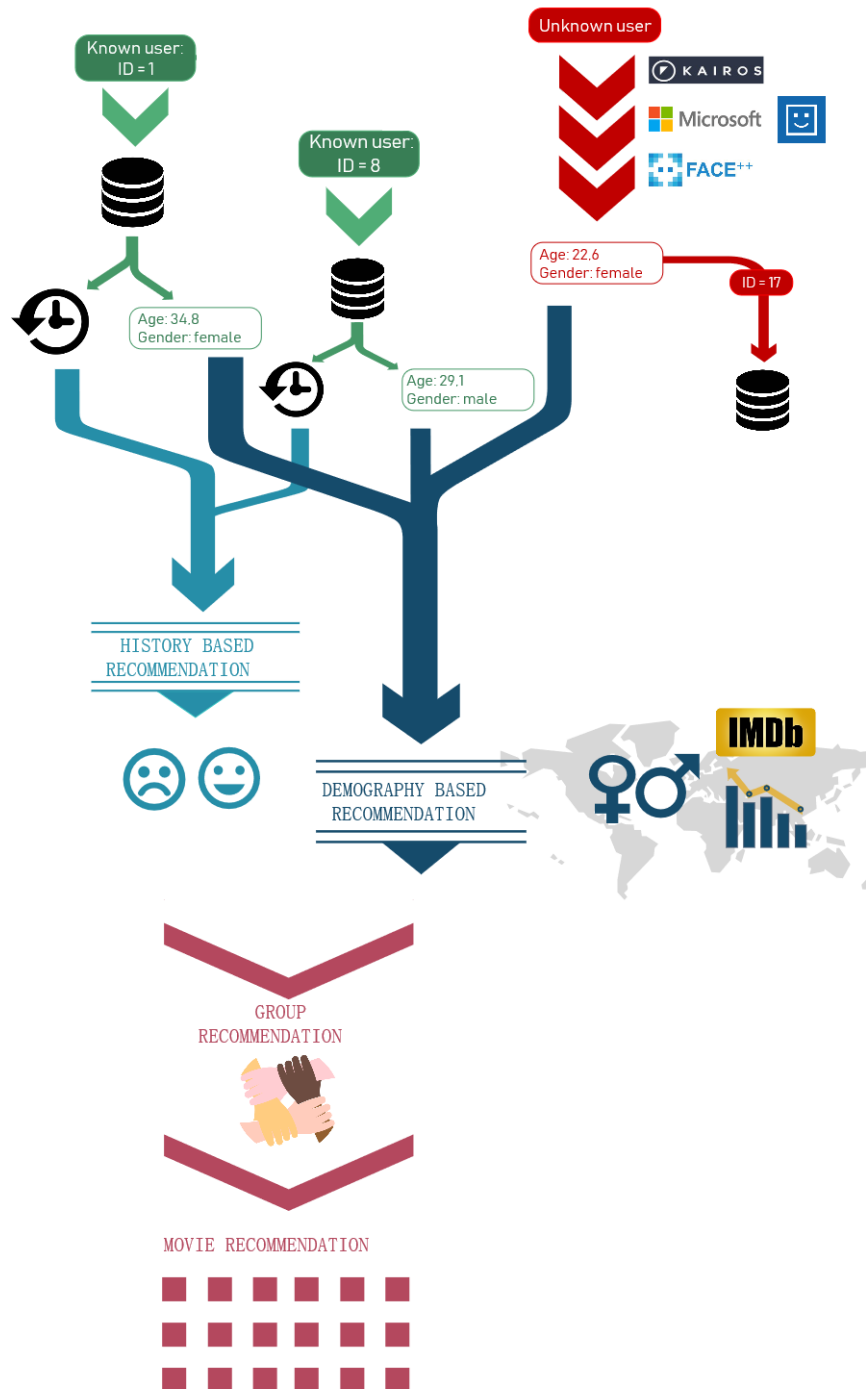 Known user:
ID = 1
Unknown user
KAIROS
Microsoft
FACE++
Known user:
ID = 8
Age: 22,6
Gender: female
ID = 17
Age: 34,8
Gender: female
Age: 29,1
Gender: male
HISTORY BASED
RECOMMENDATION
IMDb
DEMOGRAPHY BASED
RECOMMENDATION
GROUP
RECOMMENDATION
MOVIE RECOMMENDATION